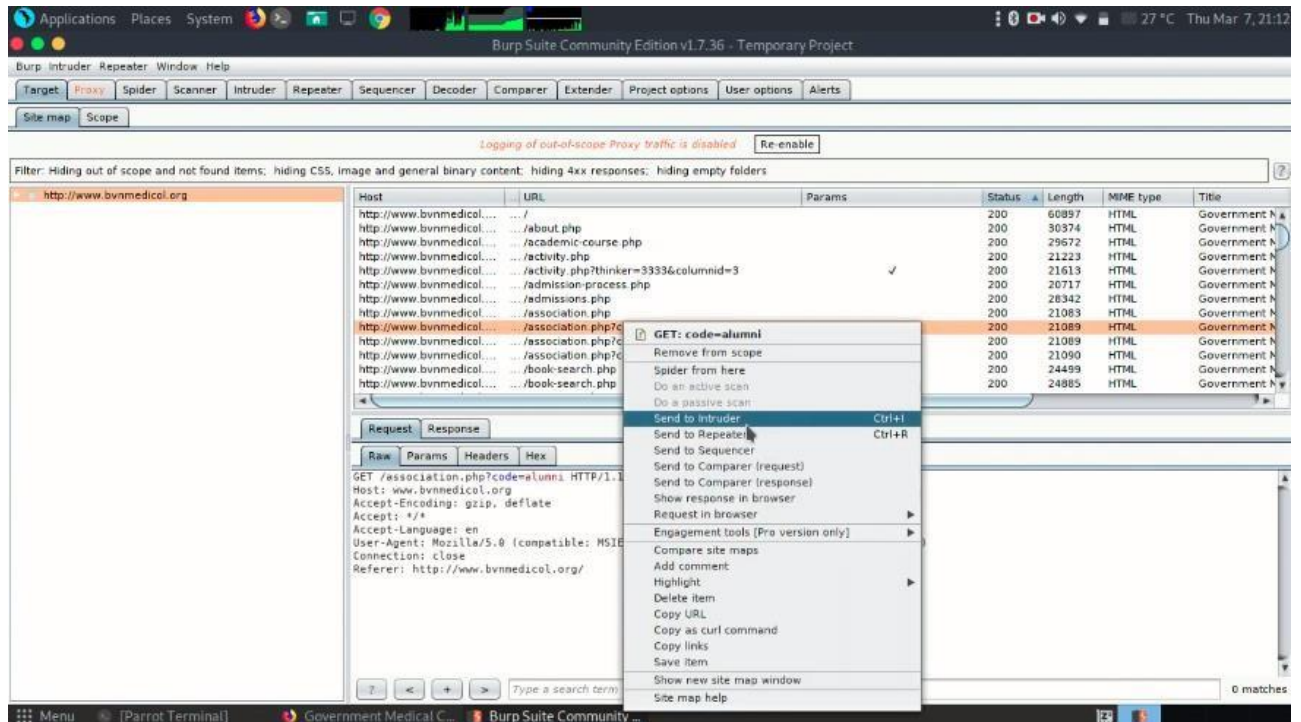 Applications Places System 27 °C Thu Mar 7, 21:12
Burp Suite Community Edition v1.7.36 - Temporary Project
Burp Intruder Repeater Window Help
Target Proxy Spider Scanner Intruder Repeater Sequencer Decoder Comparer Extender Project options User options Alerts
Site map Scope
Logging of out-of-scope Proxy traffic is disabled Re-enable
Filter: Hiding out of scope and not found items; hiding CSS, image and general binary content; hiding 4xx responses; hiding empty folders ?
http://www.bvnmedicol.org
Host URL Params Status Length MIME type Title
http://www.bvnmedicol.... .../ 200 60897 HTML Government
http://www.bvnmedicol.... .../about.php 200 30374 HTML Government
http://www.bvnmedicol.... .../academic-course.php 200 29672 HTML Government
http://www.bvnmedicol.... .../activity.php 200 21223 HTML Government
http://www.bvnmedicol.... .../activity.php?thinker=3333&columnid=3 ✓ 200 21613 HTML Government
http://www.bvnmedicol.... .../admission-process.php 200 20717 HTML Government
http://www.bvnmedicol.... .../admissions.php 200 28342 HTML Government
http://www.bvnmedicol.... .../association.php 200 21083 HTML Government
http://www.bvnmedicol.... .../association.php?c 200 21089 HTML Government
http://www.bvnmedicol.... .../association.php?c 200 21089 HTML Government
http://www.bvnmedicol.... .../association.php?c 200 21090 HTML Government
http://www.bvnmedicol.... .../book-search.php 200 24499 HTML Government
http://www.bvnmedicol.... .../book-search.php 200 24885 HTML Government
GET: code=alumni
Remove from scope
Spider from here
Do an active scan
Do a passive scan
Send to Intruder Ctrl+I
Send to Repeater Ctrl+R
Send to Sequencer
Send to Comparer (request)
Send to Comparer (response)
Show response in browser
Request in browser
Engagement tools [Pro version only]
Compare site maps
Add comment
Highlight
Delete item
Copy URL
Copy as curl command
Copy links
Save item
Show new site map window
Site map help
Request Response
Raw Params Headers Hex
GET /association.php?code=alumni HTTP/1.1
Host: www.bvnmedicol.org
Accept-Encoding: gzip, deflate
Accept: */*
Accept-Language: en
User-Agent: Mozilla/5.0 (compatible; MSIE )
Connection: close
Referer: http://www.bvnmedicol.org/
? < + > Type a search term 0 matches
Menu [Parrot Terminal] Government Medical C... Burp Suite Community ...